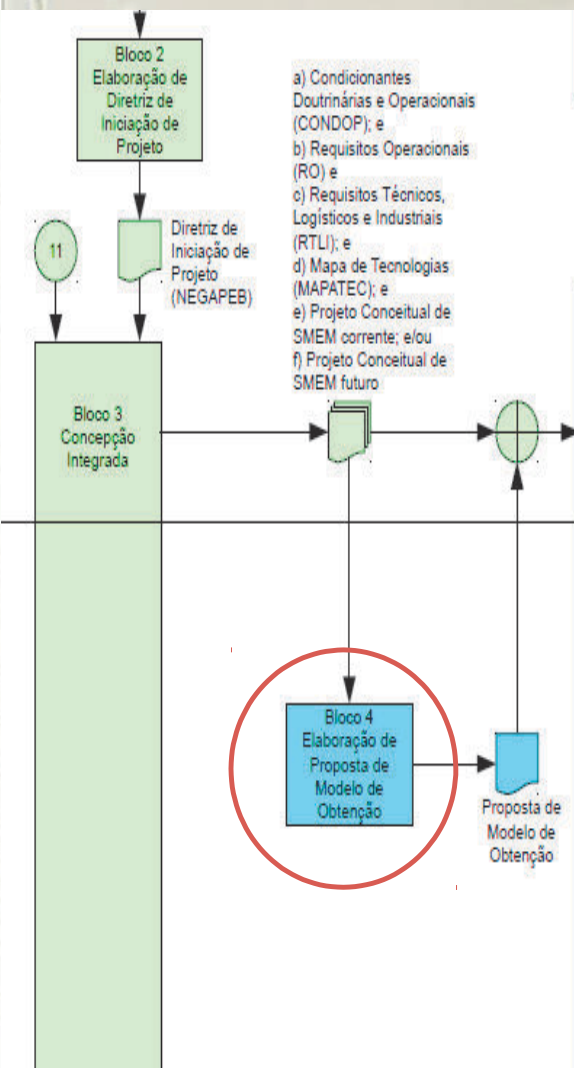 Bloco 2
Elaboração de
Diretriz de
Iniciação de
Projeto
a) Condicionantes
Doutrinárias e Operacionais
(CONDOP); e
b) Requisitos Operacionais
(RO) e
c) Requisitos Técnicos,
Logísticos e Industriais
(RTLI); e
d) Mapa de Tecnologias
(MAPATEC); e
e) Projeto Conceitual de
SMEM corrente; e/ou
f) Projeto Conceitual de
SMEM futuro
11
Diretriz de
Iniciação de
Projeto
(NEGAPEB)
Bloco 3
Concepção
Integrada
Bloco 4
Elaboração de
Proposta de
Modelo de
Obtenção
Proposta de
Modelo de
Obtenção